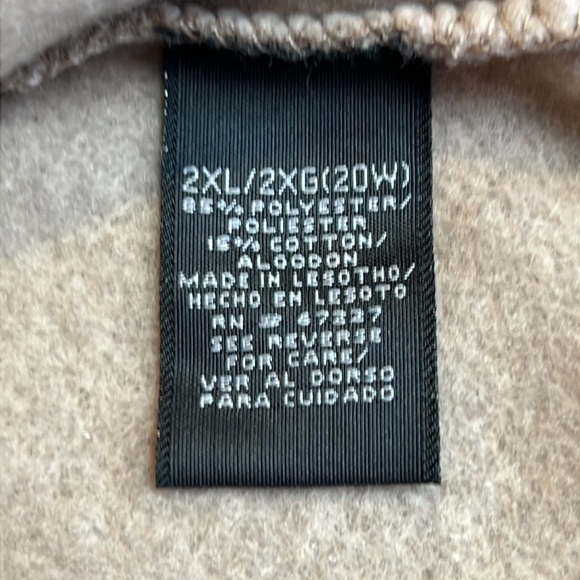 2XL/2XG(20W)
85% POLYESTER/
POLIESTER
15% COTTON/
ALGODON
MADE IN LESOTHO/
HECHO EN LESOTO
RN # 47227
SEE REVERSE
FOR CARE/
VER AL DORSO
PARA CUIDADO